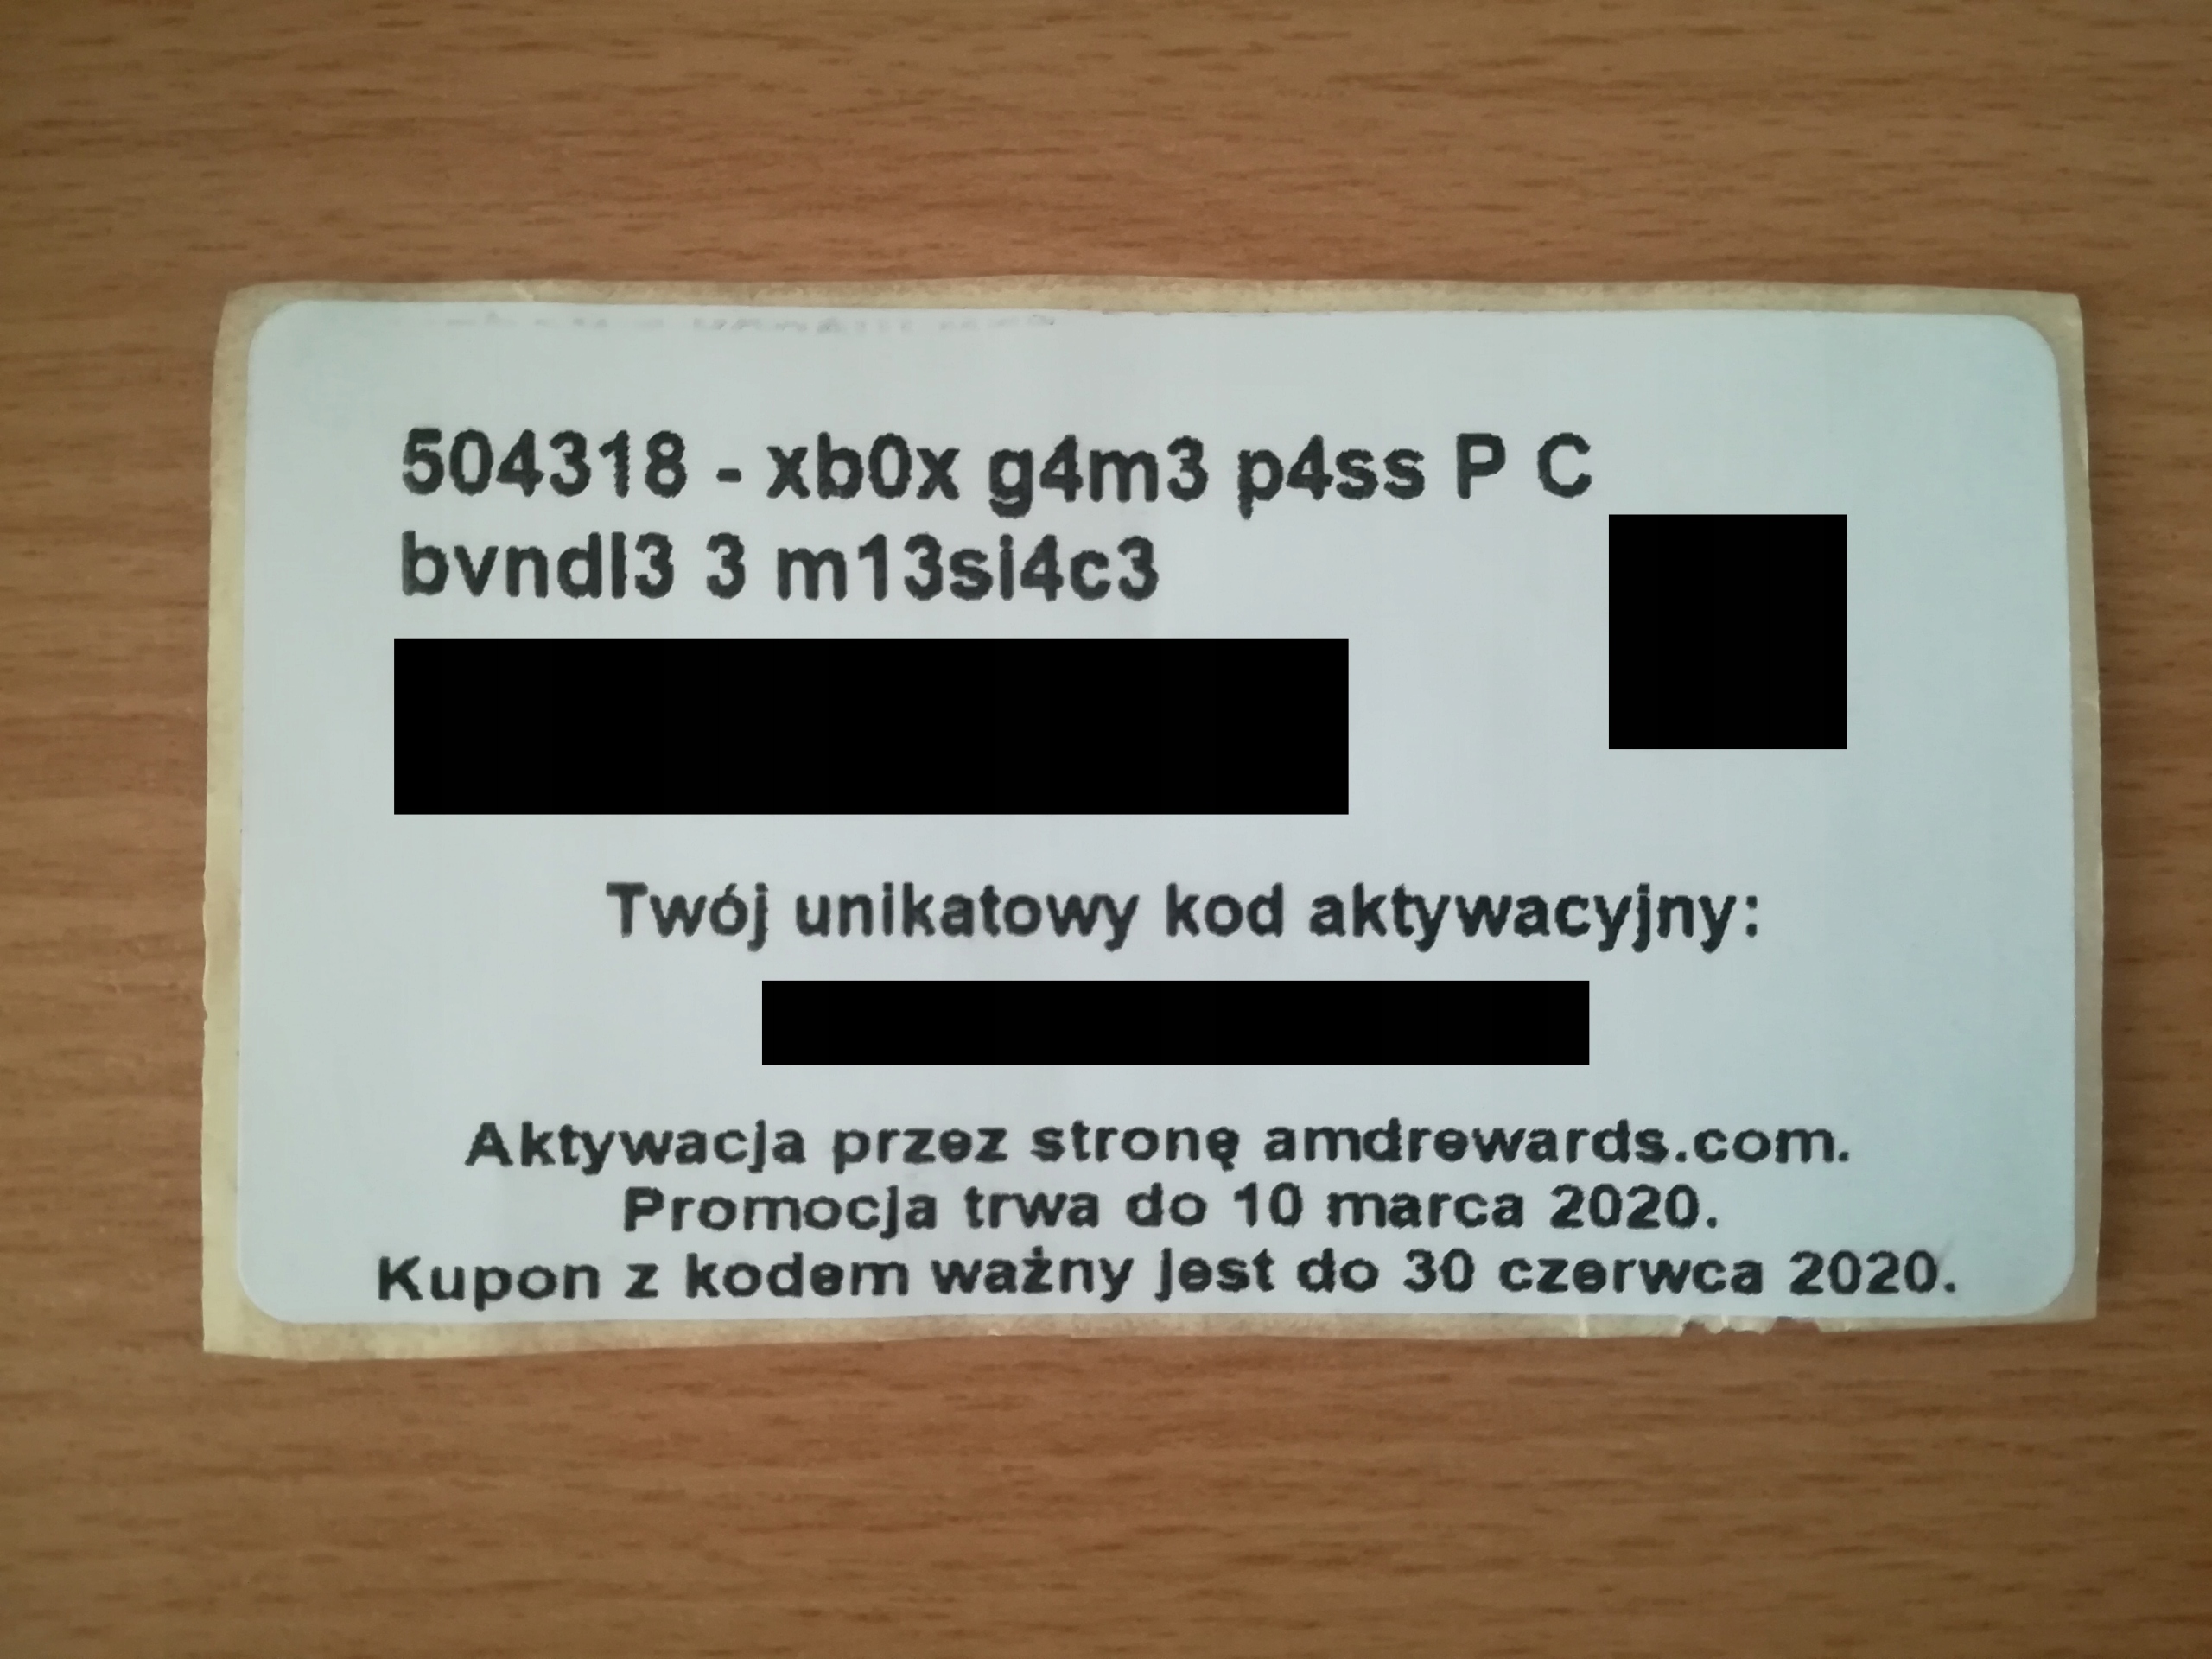 504318 - xb0x g4m3 p4ss P C
bvndl3 3 m13si4c3
Twój unikatowy kod aktywacyjny:
Aktywacja przez stronę amdrewards.com.
Promocja trwa do 10 marca 2020.
Kupon z kodem ważny jest do 30 czerwca 2020.